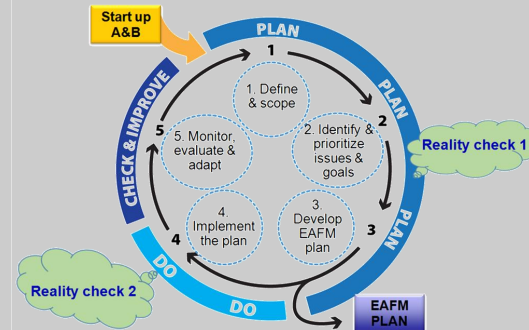 Start up
A&B
PLAN
1
1. Define
& scope
PLAN
2
2. Identify &
prioritize
issues &
goals
Reality check 1
PLAN
3
3.
Develop
EAFM
plan
EAFM
PLAN
DO
DO
4
4.
Implement
the plan
Reality check 2
CHECK & IMPROVE
5
5. Monitor,
evaluate &
adapt